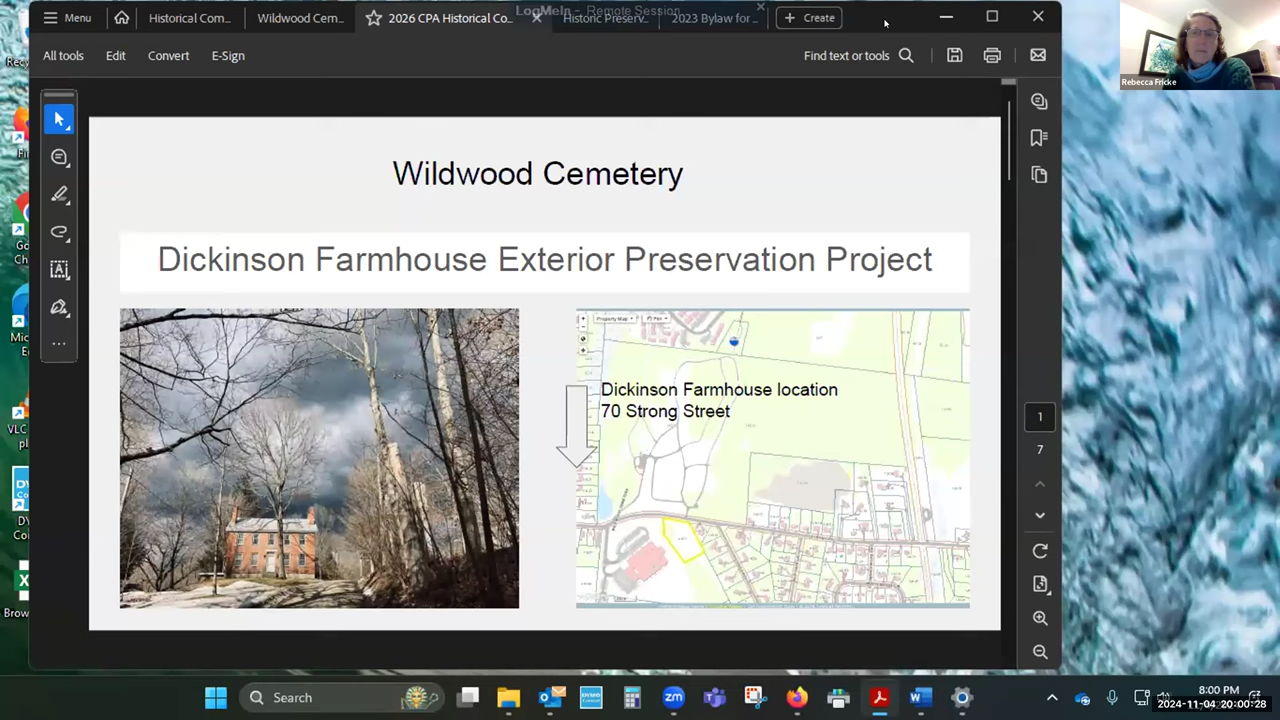 LogMeIn - Remote Session
Menu
Historical Com...
Wildwood Cem...
2026 CPA Historical Co...
Historic Preserv...
2023 Bylaw for ...
Create
All tools
Edit
Convert
E-Sign
Find text or tools
Rebecca Fricke
Wildwood Cemetery
Dickinson Farmhouse Exterior Preservation Project
Property Map
Dickinson Farmhouse location
70 Strong Street
1
7
Search
8:00 PM
2024-11-04 20:00:28